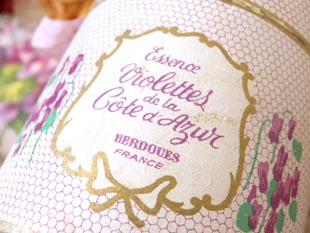 Essence
Violettes
de la
Côte d'Azur
BERDOUES
FRANCE